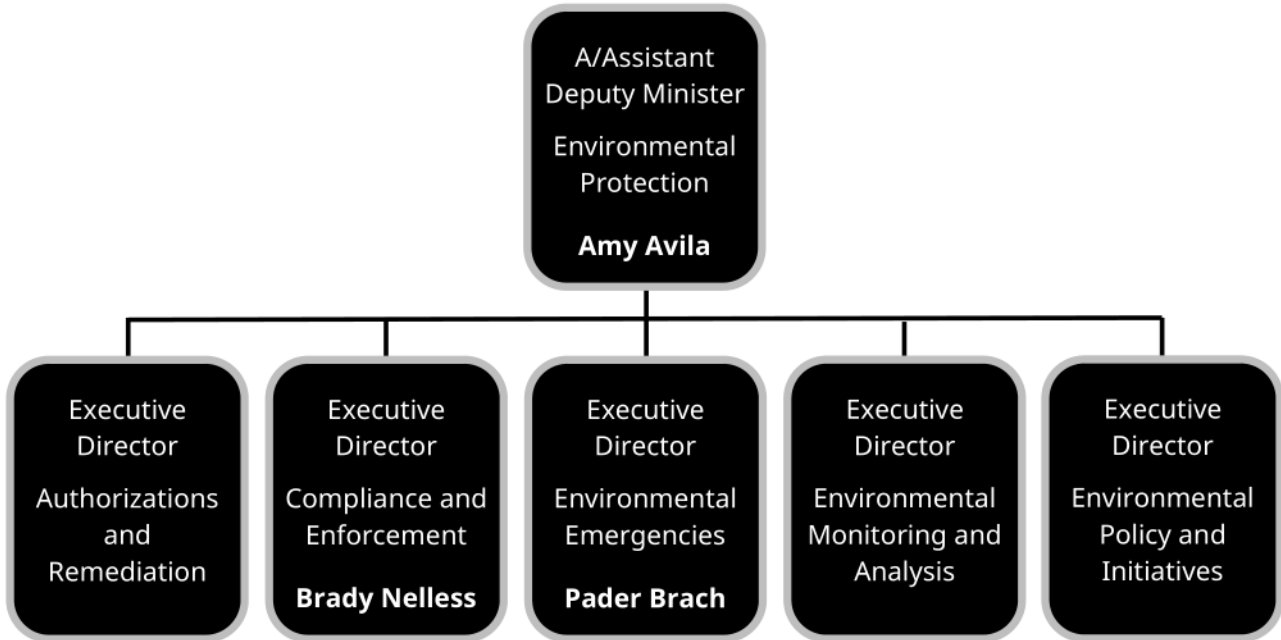 A/Assistant
Deputy Minister
Environmental
Protection
Amy Avila
Executive
Director
Authorizations
and
Remediation
Executive
Director
Compliance and
Enforcement
Brady Nelless
Executive
Director
Environmental
Emergencies
Pader Brach
Executive
Director
Environmental
Monitoring and
Analysis
Executive
Director
Environmental
Policy and
Initiatives